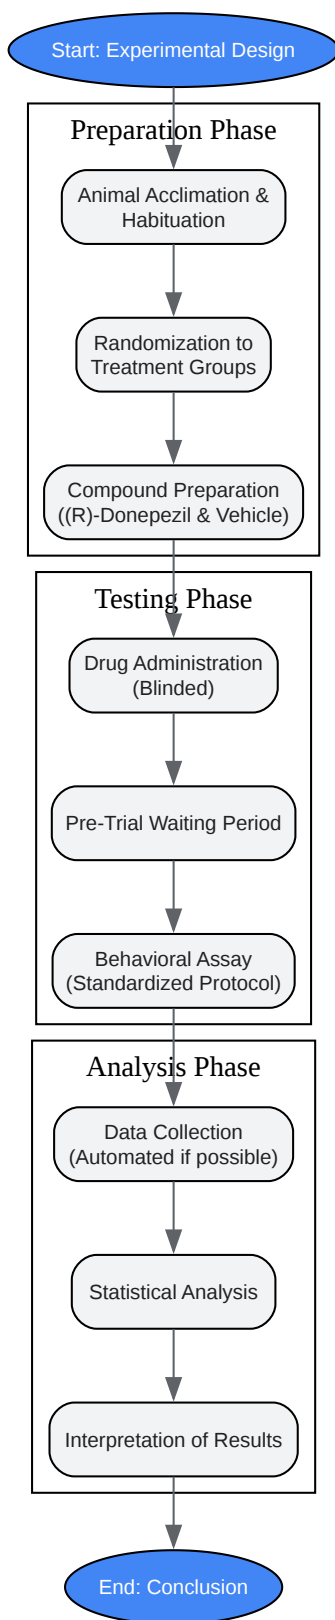 Start: Experimental Design
Preparation Phase
Animal Acclimation &
Habituation
Randomization to
Treatment Groups
Compound Preparation
((R)-Donepezil & Vehicle)
Testing Phase
Drug Administration
(Blinded)
Pre-Trial Waiting Period
Behavioral Assay
(Standardized Protocol)
Analysis Phase
Data Collection
(Automated if possible)
Statistical Analysis
Interpretation of Results
End: Conclusion